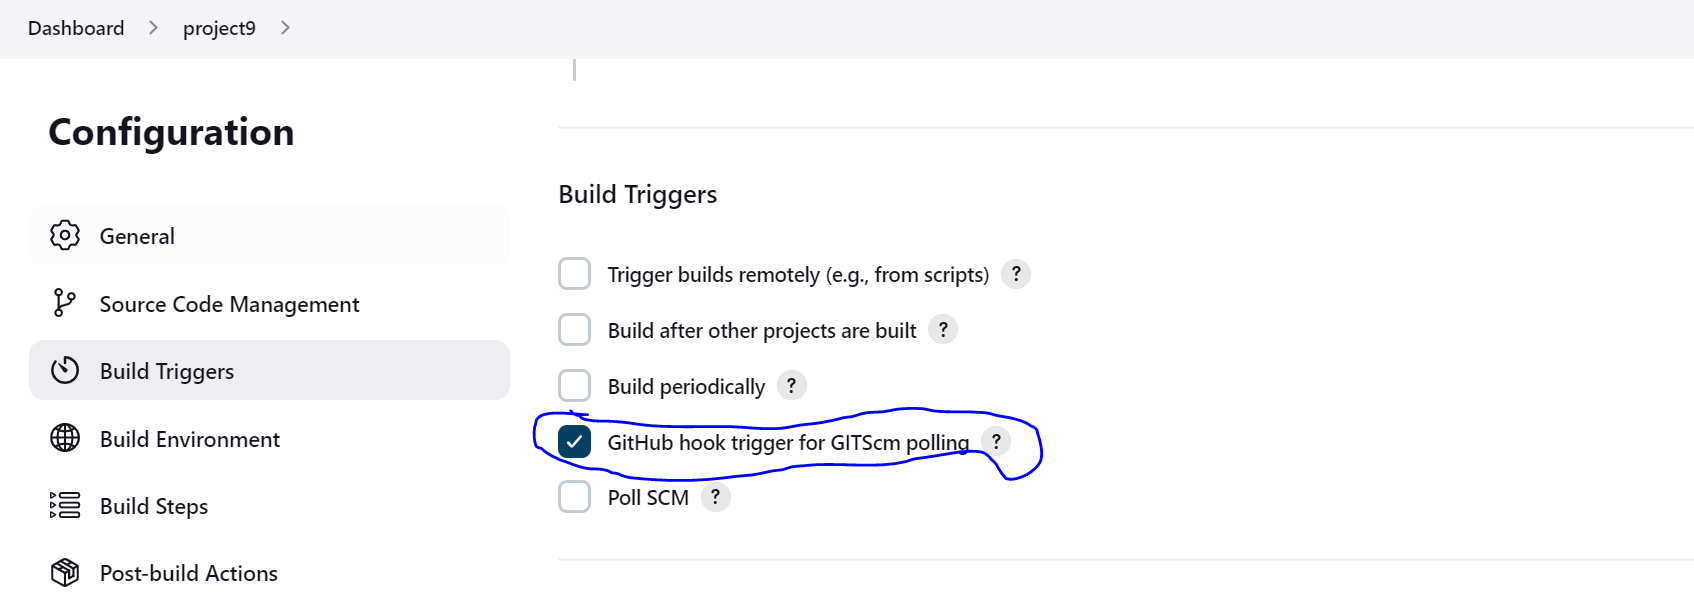 Dashboard > project9 >
Configuration
General
Source Code Management
Build Triggers
Build Environment
Build Steps
Post-build Actions
Build Triggers
Trigger builds remotely (e.g., from scripts) ?
Build after other projects are built ?
Build periodically ?
GitHub hook trigger for GITScm polling ?
Poll SCM ?